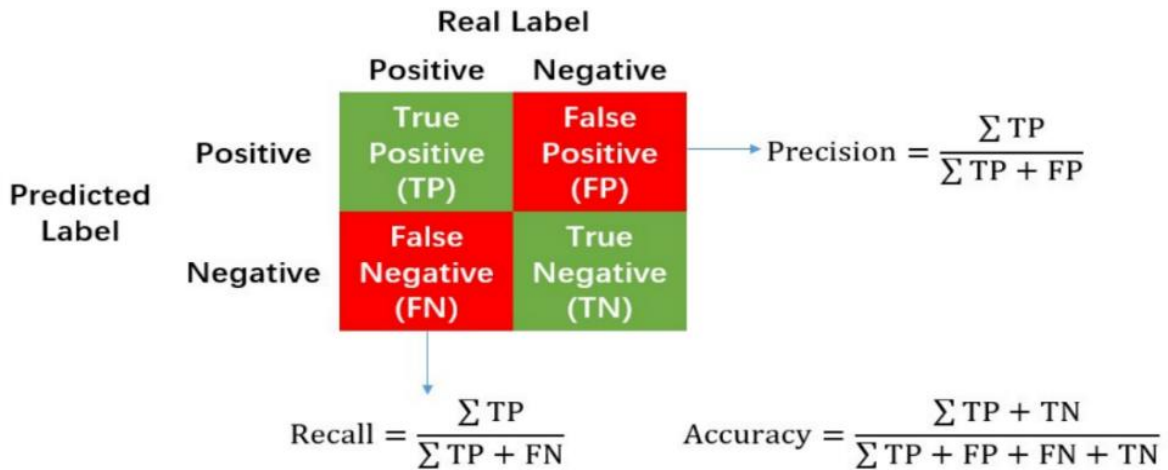 Real Label
Positive Negative
True Positive (TP)
False Positive (FP)
Positive
Precision = ∑ TP / ∑ TP + FP
Predicted Label
False Negative (FN)
True Negative (TN)
Negative
Recall = ∑ TP / ∑ TP + FN
Accuracy = ∑ TP + TN / ∑ TP + FP + FN + TN